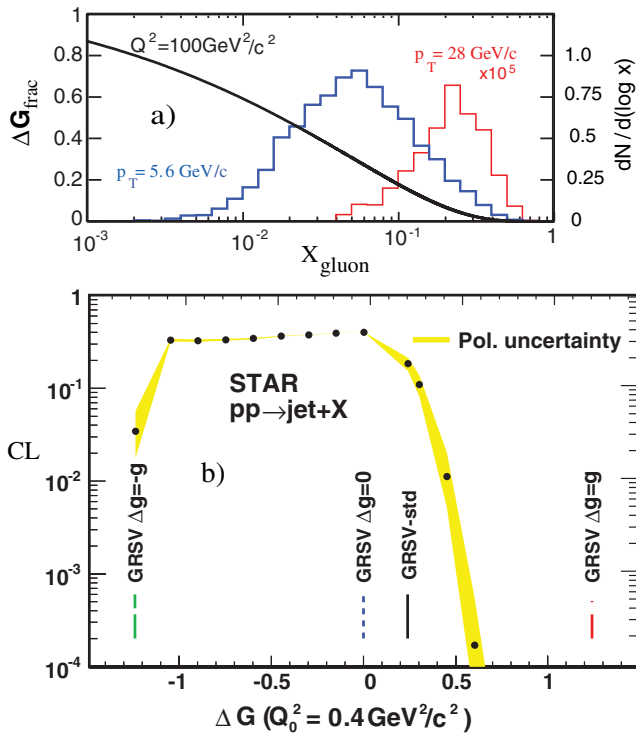 1
0.8
0.6
0.4
0.2
0
ΔG_frac
a)
Q²=100GeV²/c²
p_T = 28 GeV/c
x10⁵
p_T = 5.6 GeV/c
1.0
0.75
0.5
0.25
0
dN / d(log x)
10⁻³ 10⁻² 10⁻¹ 1
X_gluon
1
10⁻¹
10⁻²
10⁻³
10⁻⁴
CL
Pol. uncertainty
STAR
pp→jet+X
b)
GRSV Δg=-g
GRSV Δg=0
GRSV-std
GRSV Δg=g
-1 -0.5 0 0.5 1
ΔG (Q₀² = 0.4GeV²/c²)